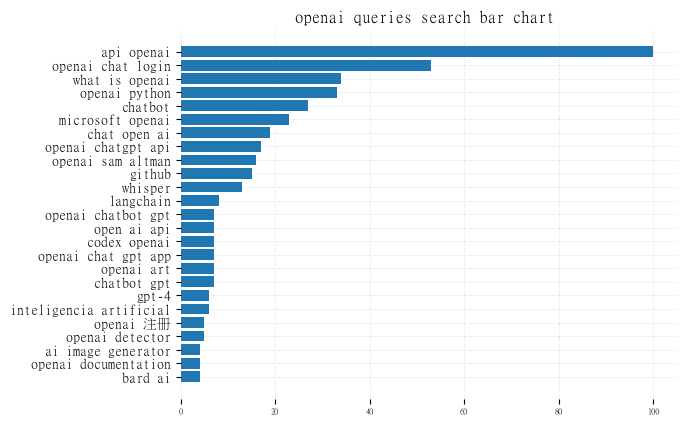 openai queries search bar chart
api openai
openai chat login
what is openai
openai python
chatbot
microsoft openai
chat open ai
openai chatgpt api
openai sam altman
github
whisper
langchain
openai chatbot gpt
open ai api
codex openai
openai chat gpt app
openai art
chatbot gpt
gpt-4
inteligencia artificial
openai 注册
openai detector
ai image generator
openai documentation
bard ai
0 20 40 60 80 100